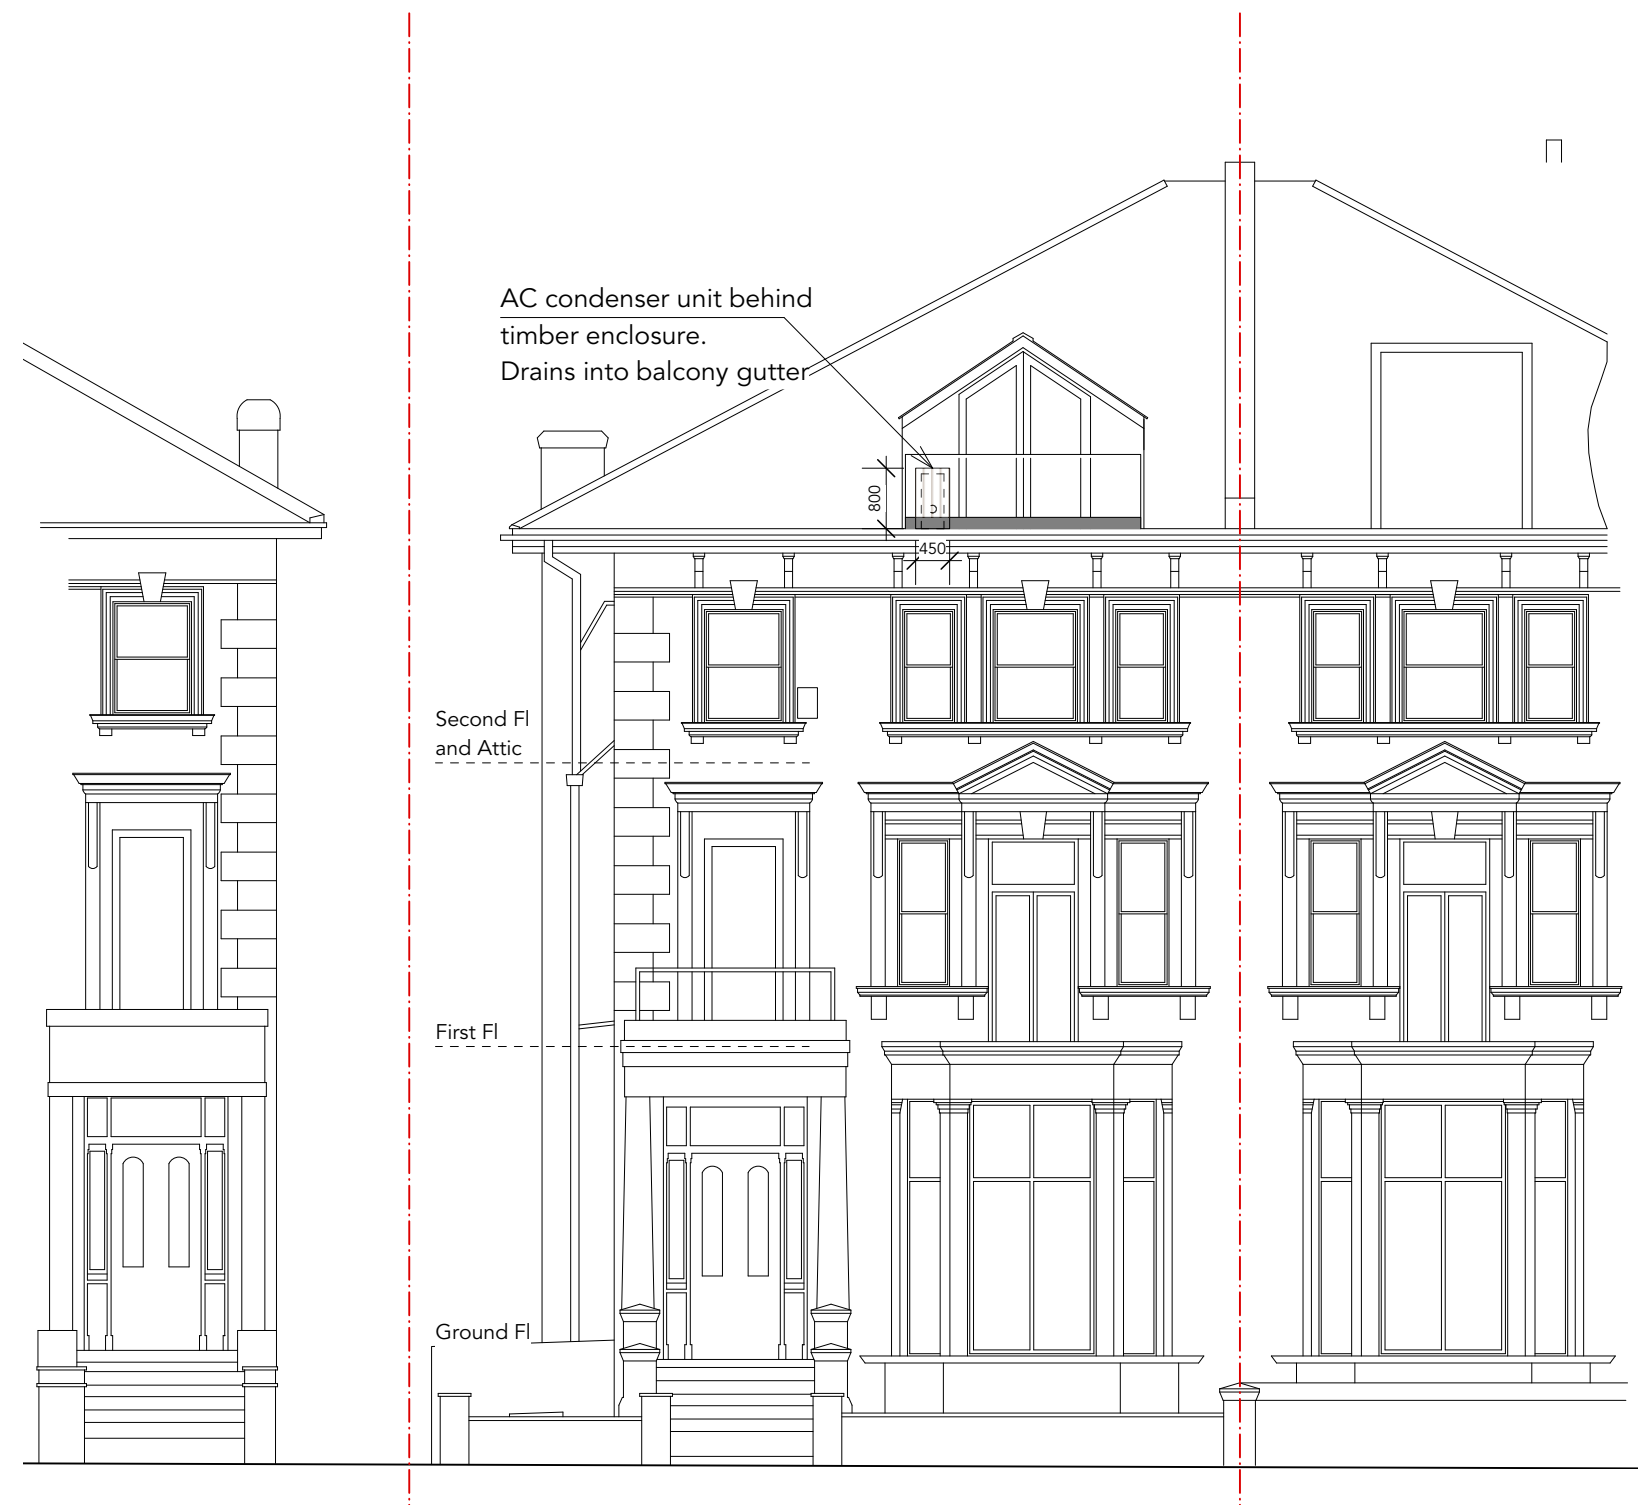 AC condenser unit behind
timber enclosure.
Drains into balcony gutter
800
450
Second Fl
and Attic
First Fl
Ground Fl